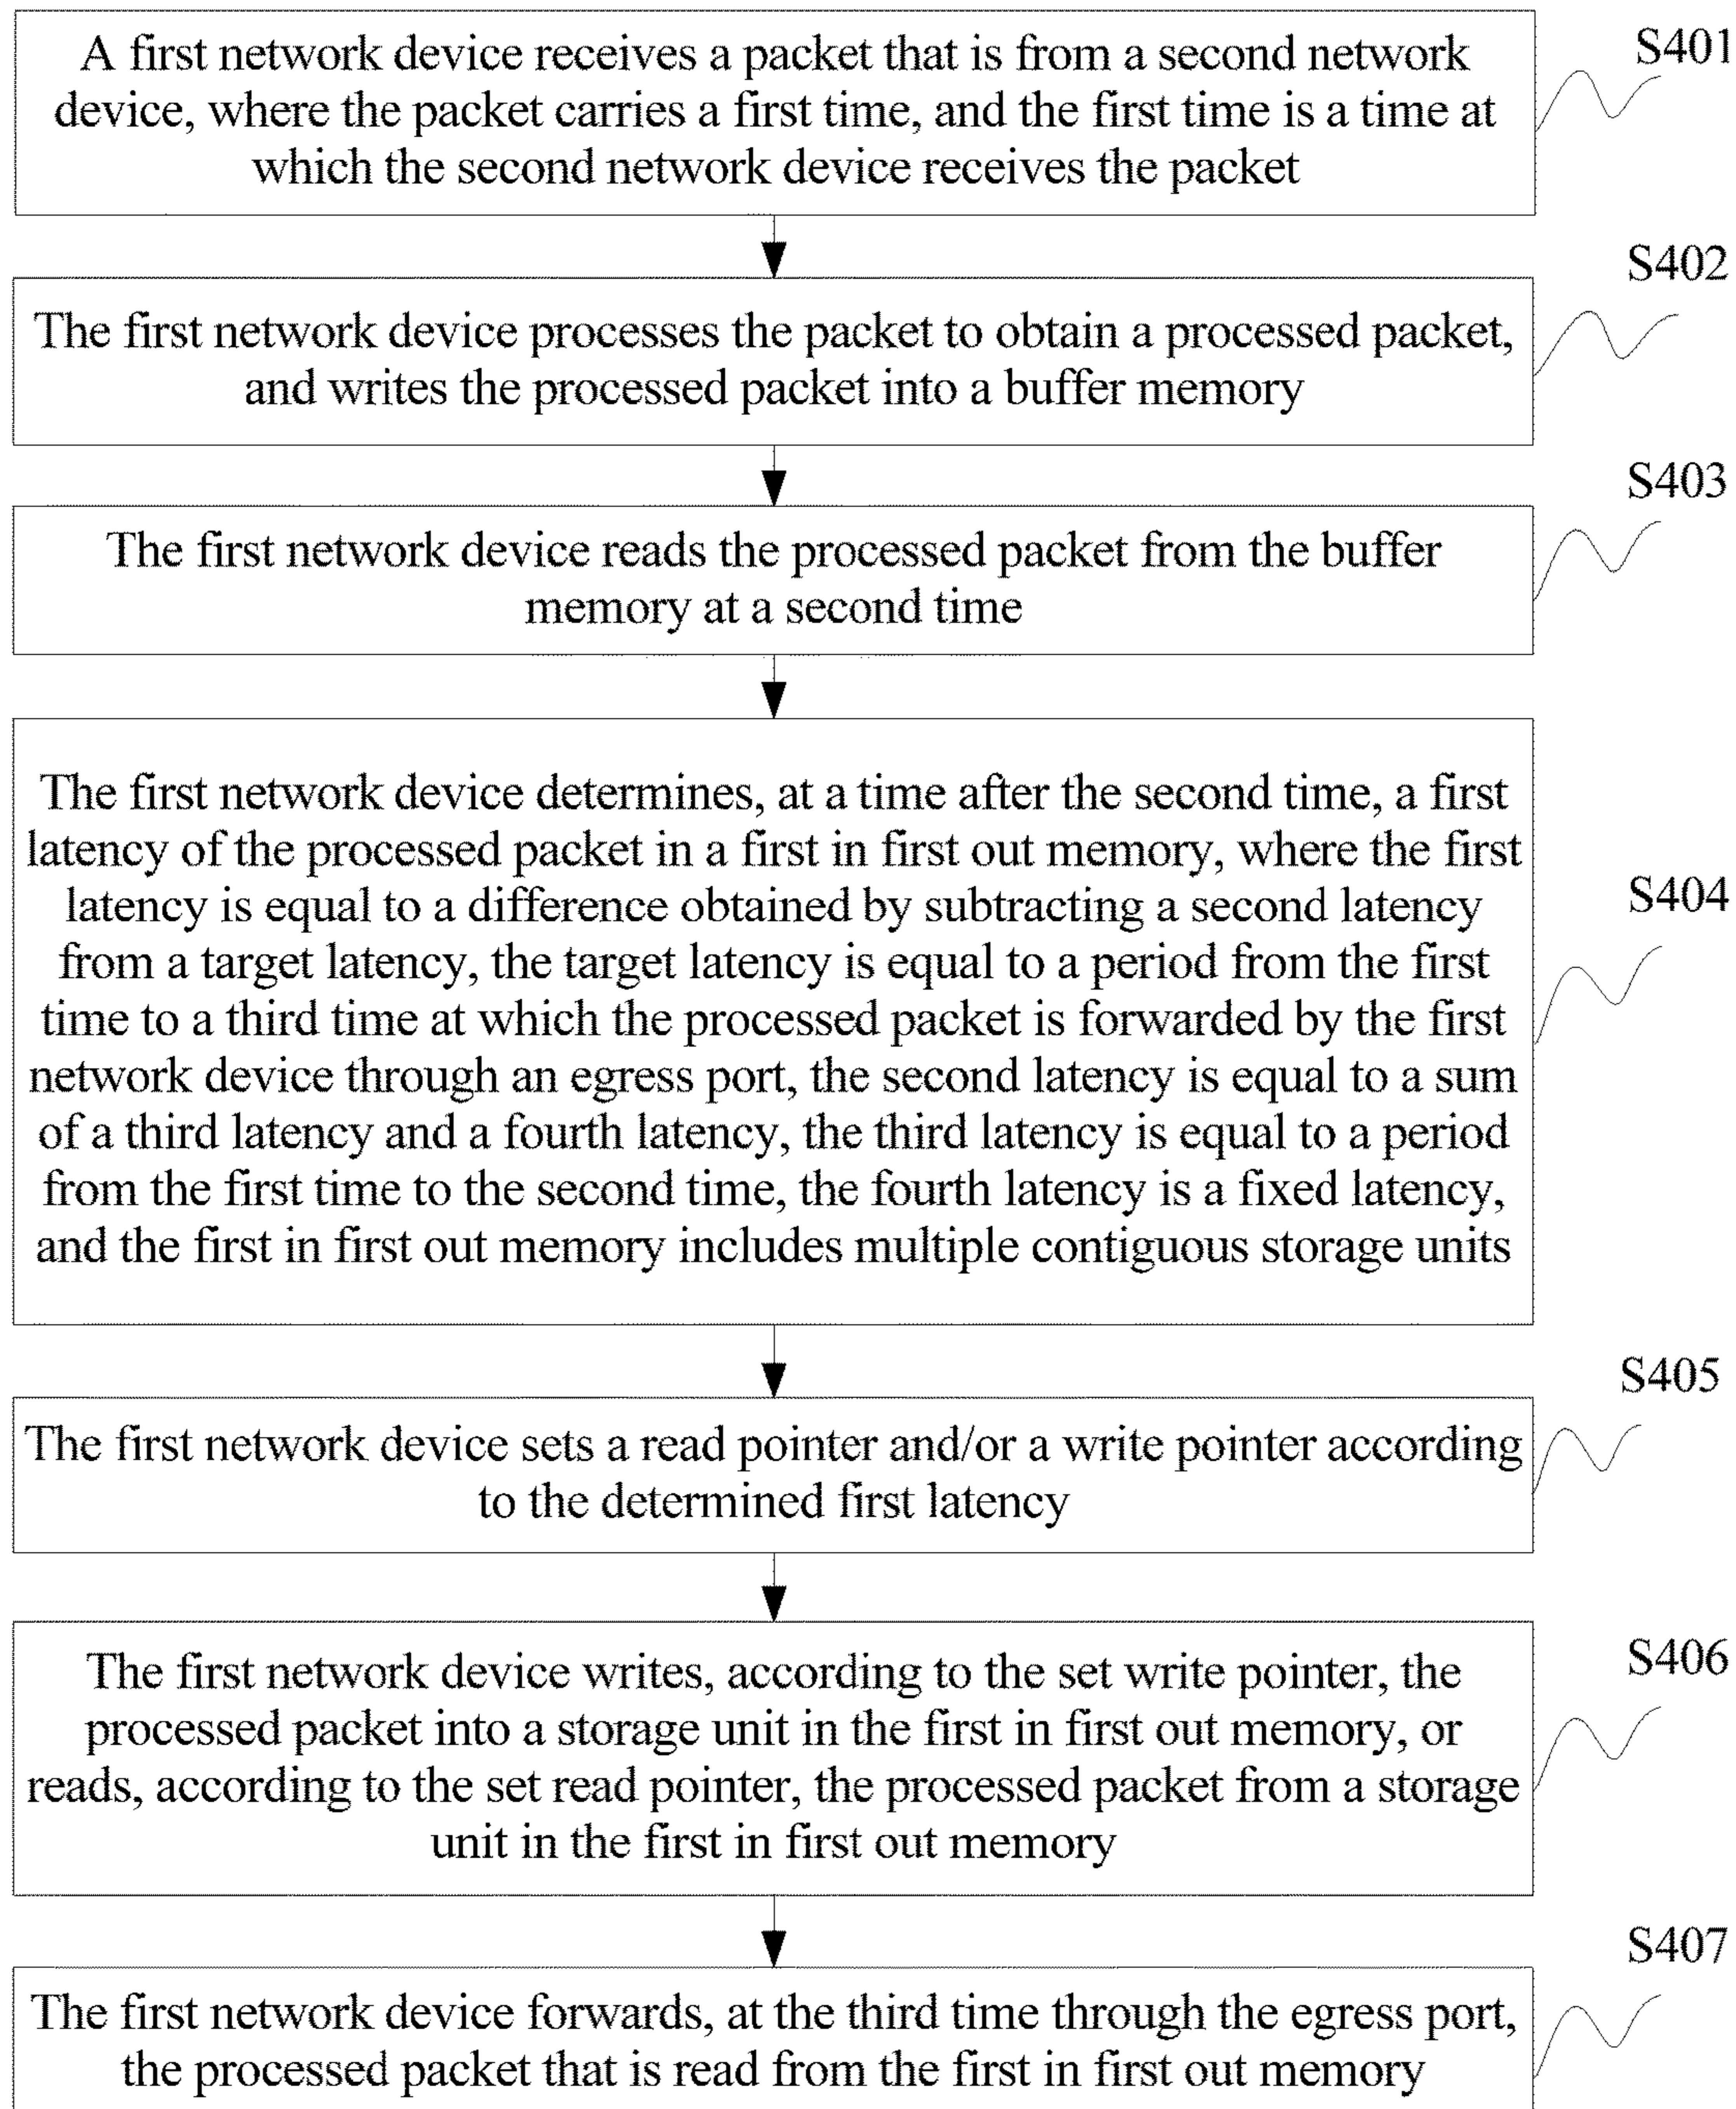 A first network device receives a packet that is from a second network
device, where the packet carries a first time, and the first time is a time at
which the second network device receives the packet
S401
The first network device processes the packet to obtain a processed packet,
and writes the processed packet into a buffer memory
S402
The first network device reads the processed packet from the buffer
memory at a second time
S403
The first network device determines, at a time after the second time, a first
latency of the processed packet in a first in first out memory, where the first
latency is equal to a difference obtained by subtracting a second latency
from a target latency, the target latency is equal to a period from the first
time to a third time at which the processed packet is forwarded by the first
network device through an egress port, the second latency is equal to a sum
of a third latency and a fourth latency, the third latency is equal to a period
from the first time to the second time, the fourth latency is a fixed latency,
and the first in first out memory includes multiple contiguous storage units
S404
The first network device sets a read pointer and/or a write pointer according
to the determined first latency
S405
The first network device writes, according to the set write pointer, the
processed packet into a storage unit in the first in first out memory, or
reads, according to the set read pointer, the processed packet from a storage
unit in the first in first out memory
S406
The first network device forwards, at the third time through the egress port,
the processed packet that is read from the first in first out memory
S407